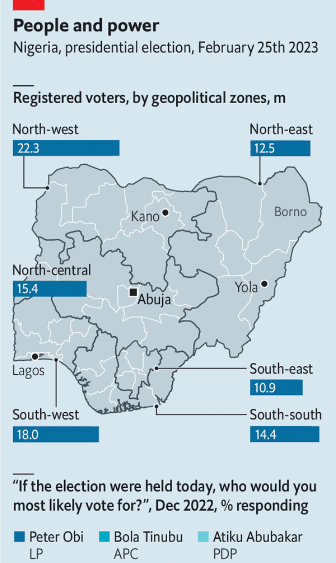 People and power
Nigeria, presidential election, February 25th 2023
Registered voters, by geopolitical zones, m
North-west
22.3
North-east
12.5
Kano
Borno
North-central
15.4
Abuja
Yola
Lagos
South-east
10.9
South-west
18.0
South-south
14.4
“If the election were held today, who would you
most likely vote for?”, Dec 2022, % responding
Peter Obi
LP
Bola Tinubu
APC
Atiku Abubakar
PDP